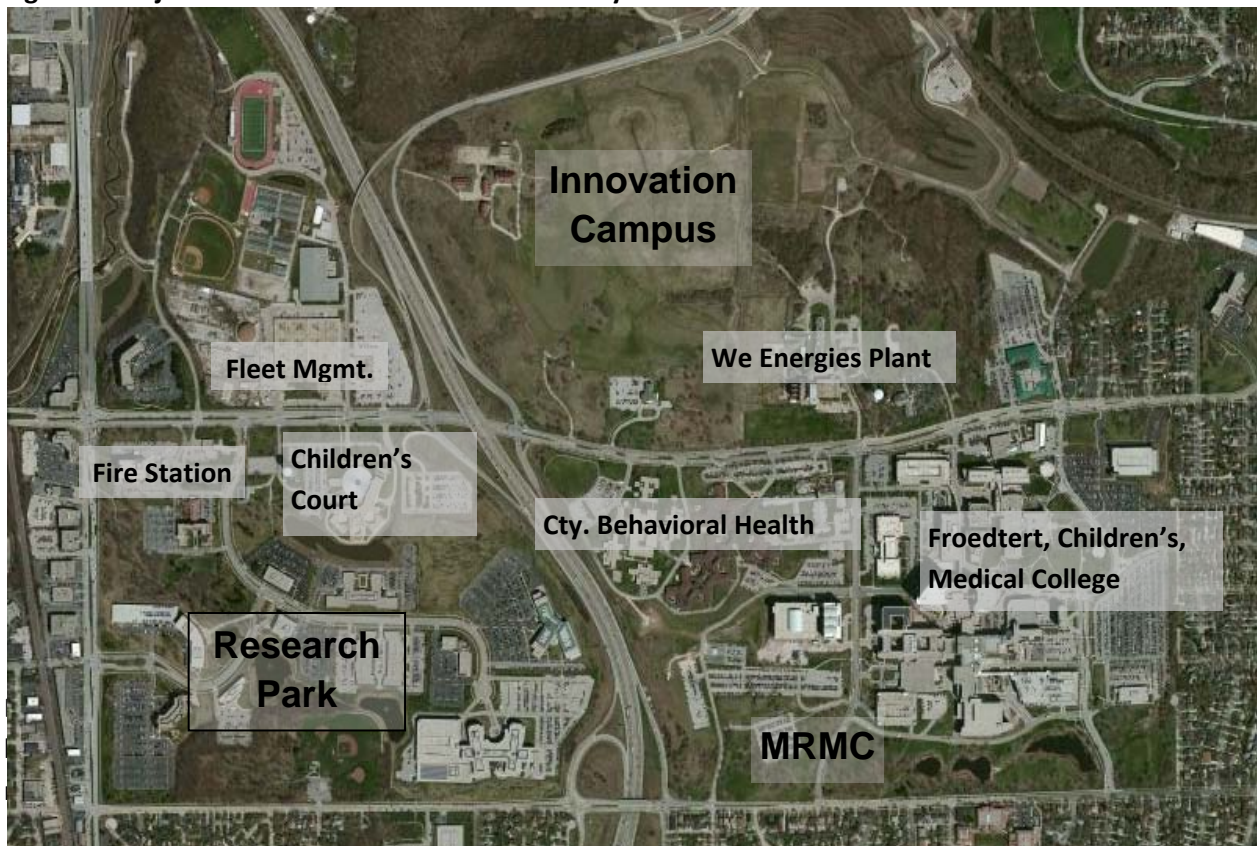 Innovation
Campus
We Energies Plant
Fleet Mgmt.
Fire Station
Children's
Court
Cty. Behavioral Health
Froedtert, Children's,
Medical College
Research
Park
MRMC